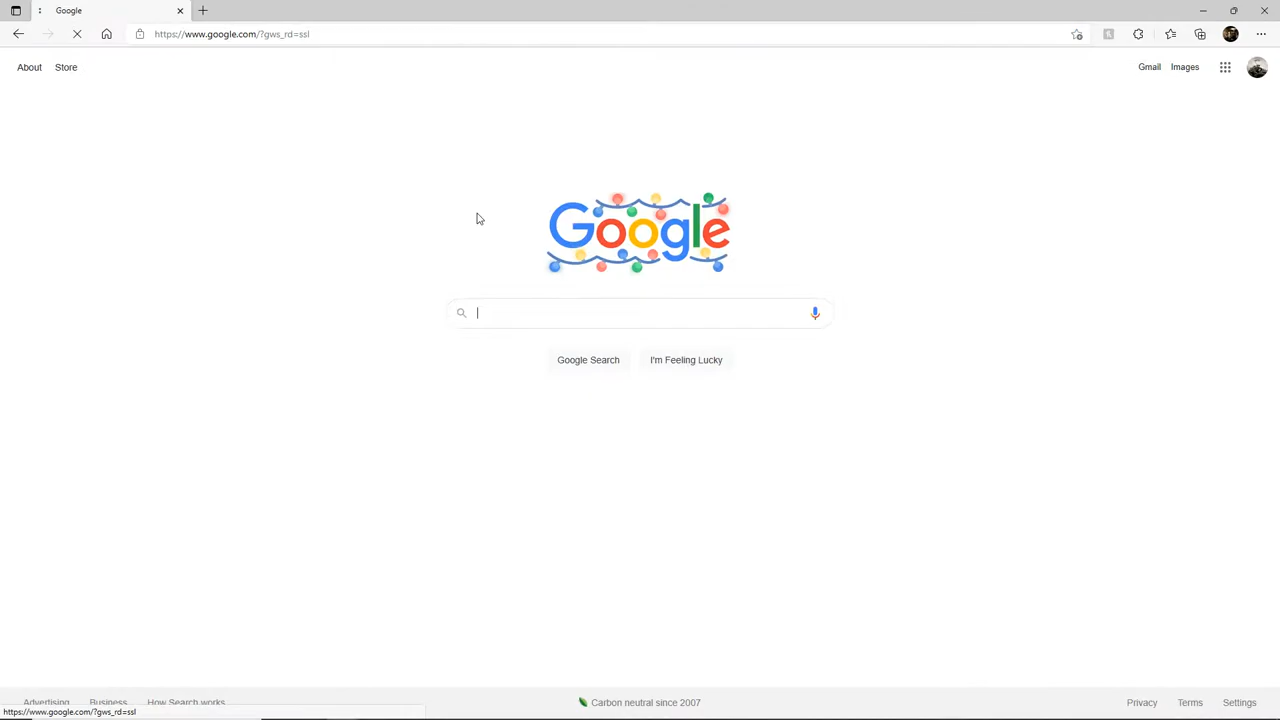 Google
https://www.google.com/?gws_rd=ssl
About Store
Gmail Images
Google
Google Search I'm Feeling Lucky
Advertising Business How Search works
Carbon neutral since 2007
Privacy Terms Settings
https://www.google.com/?gws_rd=ssl